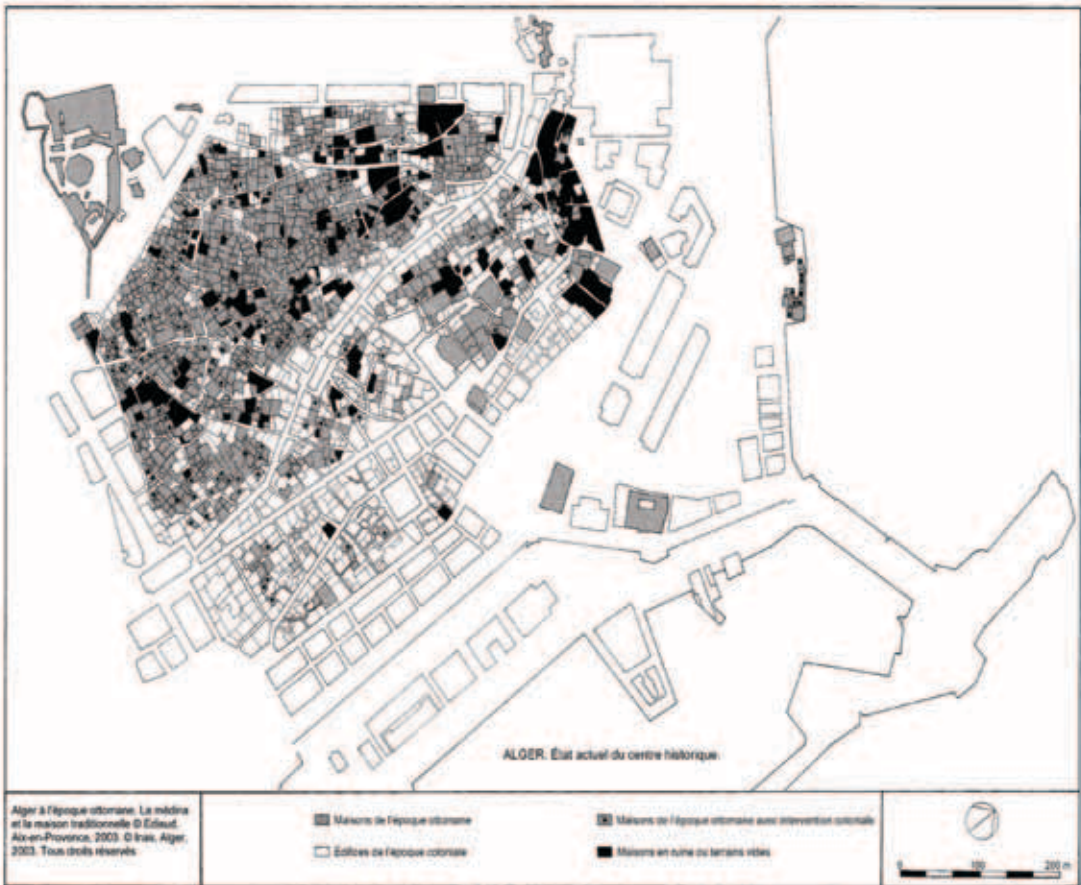 ALGER. État actuel du centre historique.
Alger à l'époque ottomane. La médina
et la maison traditionnelle © Edisud.
Aix-en-Provence, 2003. © Inas, Alger,
2003. Tous droits réservés.
Maisons de l'époque ottomane
Maisons de l'époque ottomane avec intervention coloniale
Edifices de l'époque coloniale
Maisons en ruine ou terrains vides
0 100 200 m